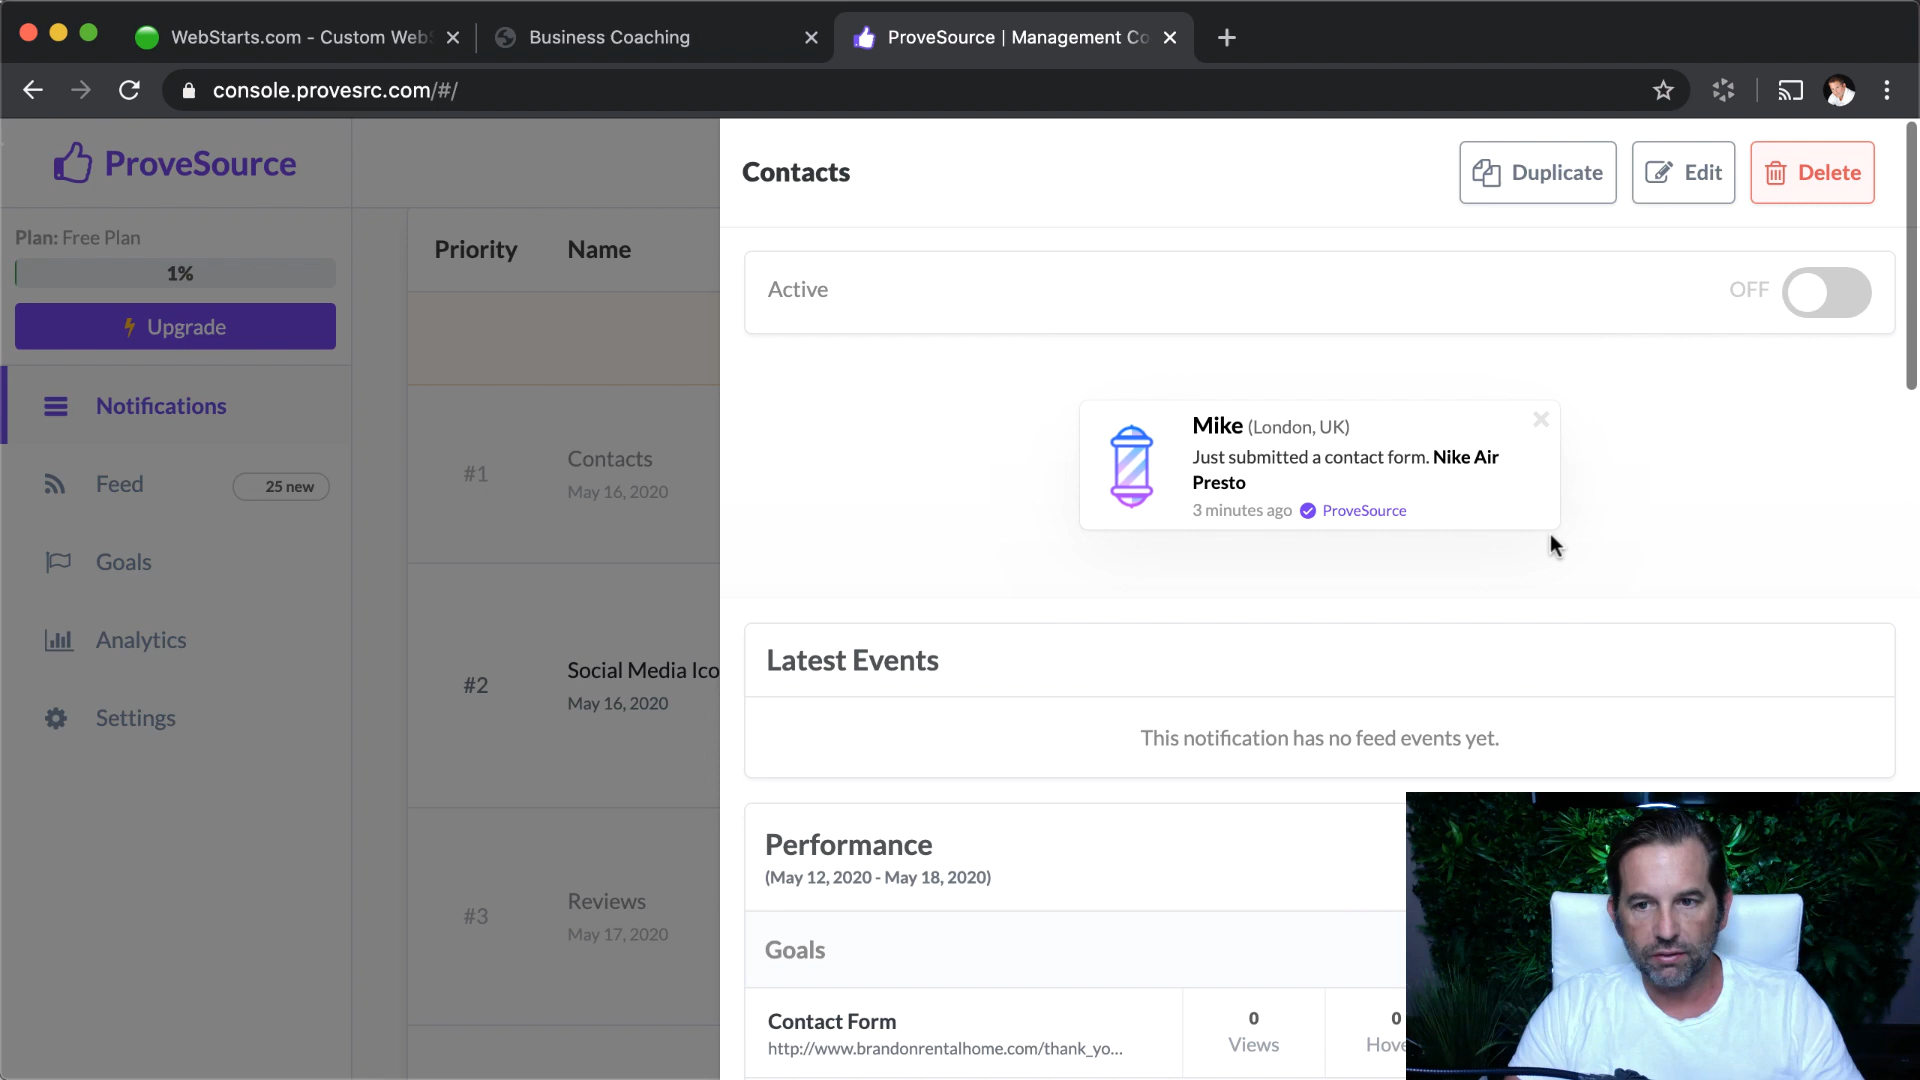 WebStarts.com - Custom Web
Business Coaching
ProveSource | Management Co
console.provesrc.com/#/
ProveSource
Plan: Free Plan
1%
Upgrade
Notifications
Feed
25 new
Goals
Analytics
Settings
Priority
Name
#1
Contacts
May 16, 2020
#2
Social Media Ico
May 16, 2020
#3
Reviews
May 17, 2020
Contacts
Duplicate
Edit
Delete
Active
OFF
Mike (London, UK)
Just submitted a contact form. Nike Air
Presto
3 minutes ago ProveSource
Latest Events
This notification has no feed events yet.
Performance
(May 12, 2020 - May 18, 2020)
Goals
Contact Form
http://www.brandonrentalhome.com/thank_yo...
0
Views
0
Hove